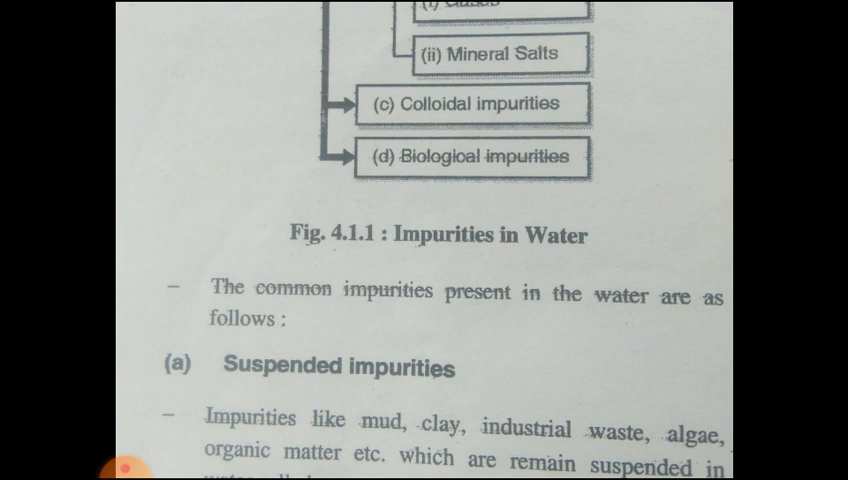 (ii) Mineral Salts
(c) Colloidal impurities
(d) Biological impurities
Fig. 4.1.1 : Impurities in Water
– The common impurities present in the water are as
follows :
(a) Suspended impurities
– Impurities like mud, clay, industrial waste, algae,
organic matter etc. which are remain suspended in